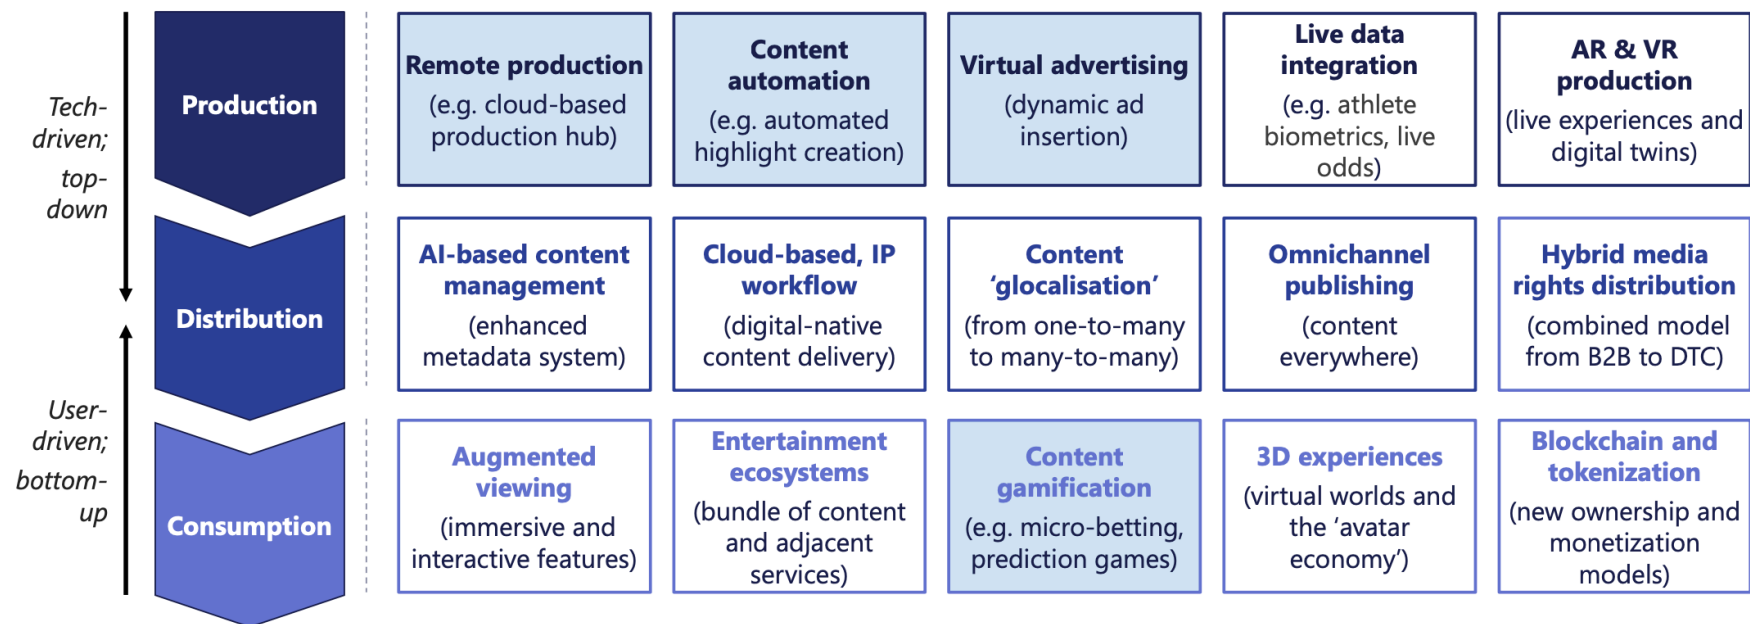 Tech-
driven;
top-
down
User-
driven;
bottom-
up
Production
Remote production
(e.g. cloud-based
production hub)
Content
automation
(e.g. automated
highlight creation)
Virtual advertising
(dynamic ad
insertion)
Live data
integration
(e.g. athlete
biometrics, live
odds)
AR & VR
production
(live experiences and
digital twins)
Distribution
AI-based content
management
(enhanced
metadata system)
Cloud-based, IP
workflow
(digital-native
content delivery)
Content
‘glocalisation’
(from one-to-many
to many-to-many)
Omnichannel
publishing
(content
everywhere)
Hybrid media
rights distribution
(combined model
from B2B to DTC)
Consumption
Augmented
viewing
(immersive and
interactive features)
Entertainment
ecosystems
(bundle of content
and adjacent
services)
Content
gamification
(e.g. micro-betting,
prediction games)
3D experiences
(virtual worlds and
the ‘avatar
economy’)
Blockchain and
tokenization
(new ownership and
monetization
models)